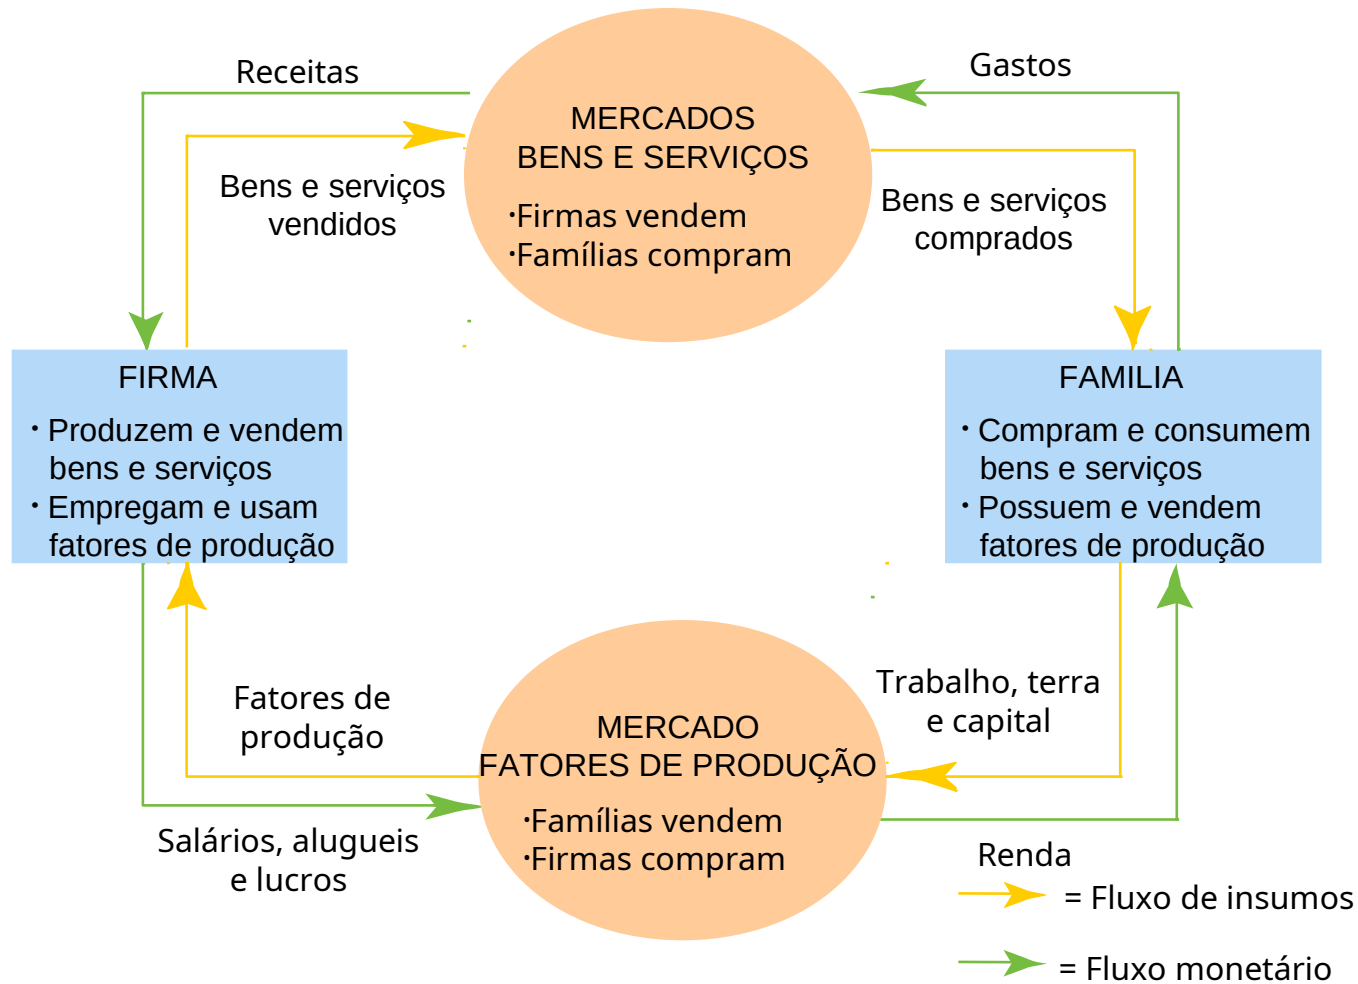 Receitas
Gastos
MERCADOS
BENS E SERVIÇOS
·Firmas vendem
·Famílias compram
Bens e serviços
vendidos
Bens e serviços
comprados
FIRMA
· Produzem e vendem
bens e serviços
· Empregam e usam
fatores de produção
FAMILIA
· Compram e consumem
bens e serviços
· Possuem e vendem
fatores de produção
Fatores de
produção
Trabalho, terra
e capital
MERCADO
FATORES DE PRODUÇÃO
·Famílias vendem
·Firmas compram
Salários, alugueis
e lucros
Renda
= Fluxo de insumos
= Fluxo monetário